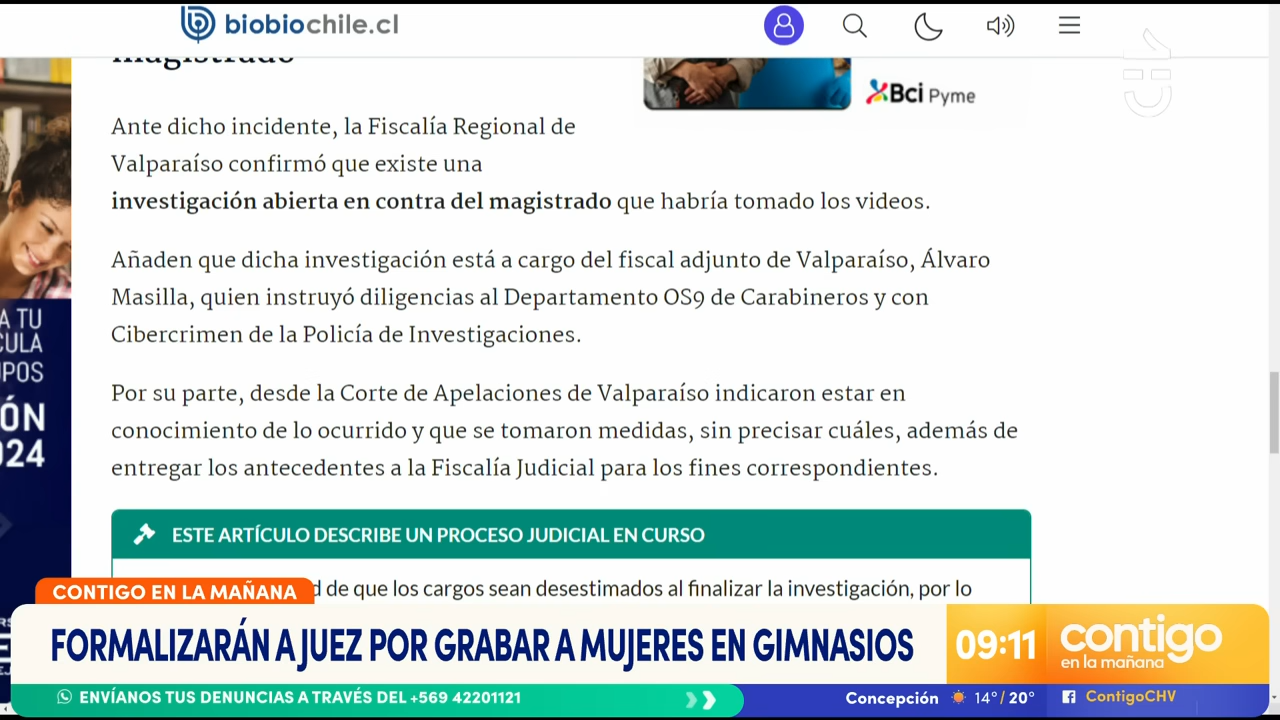 biobiochile.cl
magistrado
Bci Pyme
Ante dicho incidente, la Fiscalía Regional de
Valparaíso confirmó que existe una
investigación abierta en contra del magistrado que habría tomado los videos.
Añaden que dicha investigación está a cargo del fiscal adjunto de Valparaíso, Álvaro
Masilla, quien instruyó diligencias al Departamento OS9 de Carabineros y con
Cibercrimen de la Policía de Investigaciones.
Por su parte, desde la Corte de Apelaciones de Valparaíso indicaron estar en
conocimiento de lo ocurrido y que se tomaron medidas, sin precisar cuáles, además de
entregar los antecedentes a la Fiscalía Judicial para los fines correspondientes.
A TU
CULA
UPOS
ÓN
024
ESTE ARTÍCULO DESCRIBE UN PROCESO JUDICIAL EN CURSO
d de que los cargos sean desestimados al finalizar la investigación, por lo
CONTIGO EN LA MAÑANA
FORMALIZARÁN A JUEZ POR GRABAR A MUJERES EN GIMNASIOS
09:11
contigo
en la mañana
ENVÍANOS TUS DENUNCIAS A TRAVÉS DEL +569 42201121
Concepción 14°/ 20°
ContigoCHV